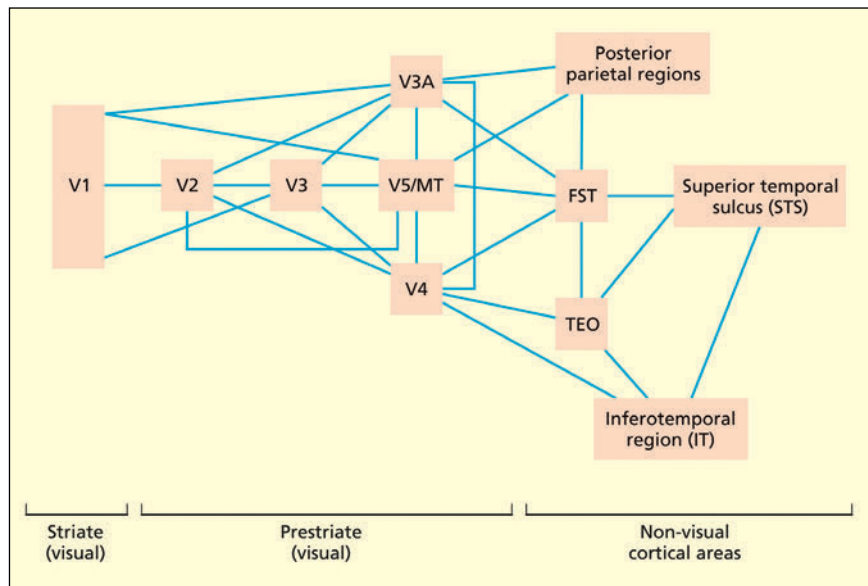 V3A
Posterior
parietal regions
V1
V2
V3
V5/MT
FST
Superior temporal
sulcus (STS)
V4
TEO
Inferotemporal
region (IT)
Striate
(visual)
Prestriate
(visual)
Non-visual
cortical areas